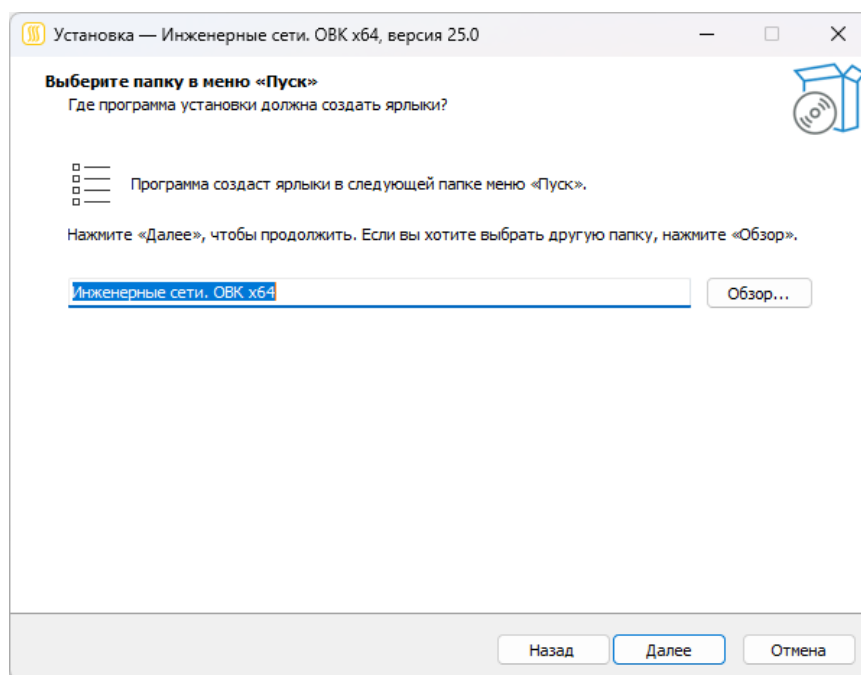 Установка — Инженерные сети. ОВК x64, версия 25.0
Выберите папку в меню «Пуск»
Где программа установки должна создать ярлыки?
Программа создаст ярлыки в следующей папке меню «Пуск».
Нажмите «Далее», чтобы продолжить. Если вы хотите выбрать другую папку, нажмите «Обзор».
Инженерные сети. ОВК x64
Обзор...
Назад
Далее
Отмена